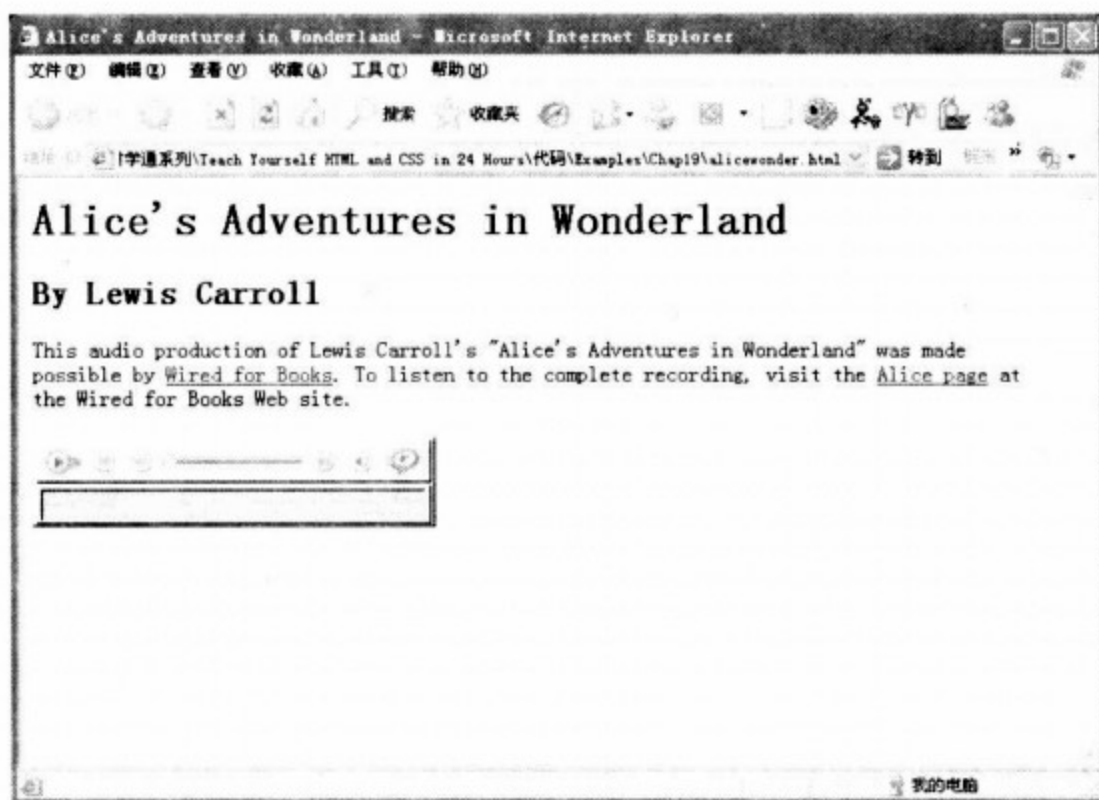 Alice's Adventures in Wonderland - Microsoft Internet Explorer
文件(F) 编辑(E) 查看(V) 收藏(A) 工具(T) 帮助(H)
搜索 收藏夹
学通系列\Teach Yourself HTML and CSS in 24 Hours\代码\Examples\Chap19\alicewonder.html 转到 »
Alice's Adventures in Wonderland
By Lewis Carroll
This audio production of Lewis Carroll's "Alice's Adventures in Wonderland" was made
possible by Wired for Books. To listen to the complete recording, visit the Alice page at
the Wired for Books Web site.
我的电脑